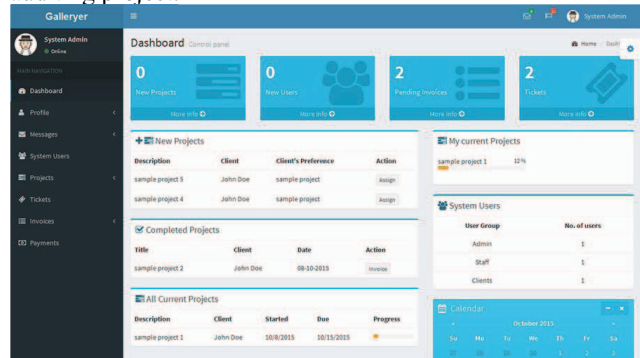 Galleryer
System Admin
System Admin
Online
Dashboard Control panel
Home
MAIN NAVIGATION
Dashboard
Profile
Messages
System Users
Projects
Tickets
Invoices
Payments
0
New Projects
More info
0
New Users
More info
2
Pending Invoices
More info
2
Tickets
More info
New Projects
Description Client Client's Preference Action
sample project 5 John Doe sample project Assign
sample project 4 John Doe sample project Assign
Completed Projects
Title Client Date Action
sample project 2 John Doe 08-10-2015 Invoice
All Current Projects
Description Client Started Due Progress
sample project 1 John Doe 10/8/2015 10/15/2015
My current Projects
sample project 1 12%
System Users
User Group No. of users
Admin 1
Staff 1
Clients 1
Calendar
October 2015
Su Mo Tu We Th Fr Sa